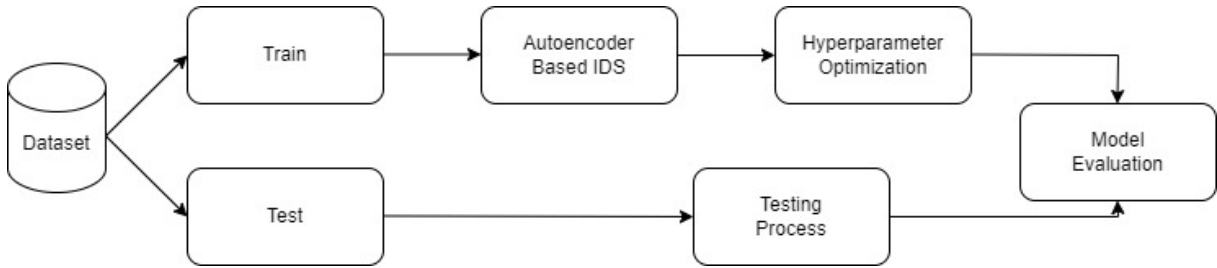 Dataset
Train
Autoencoder
Based IDS
Hyperparameter
Optimization
Model
Evaluation
Test
Testing
Process